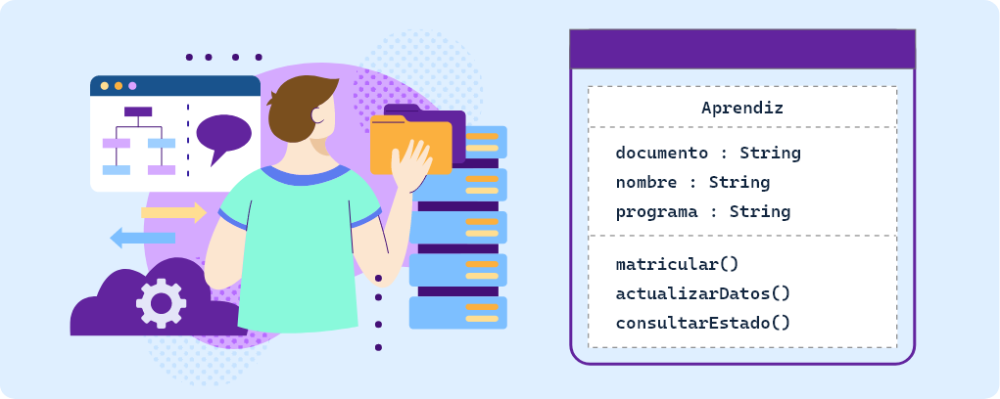 Aprendiz
documento : String
nombre : String
programa : String
matricular()
actualizarDatos()
consultarEstado()